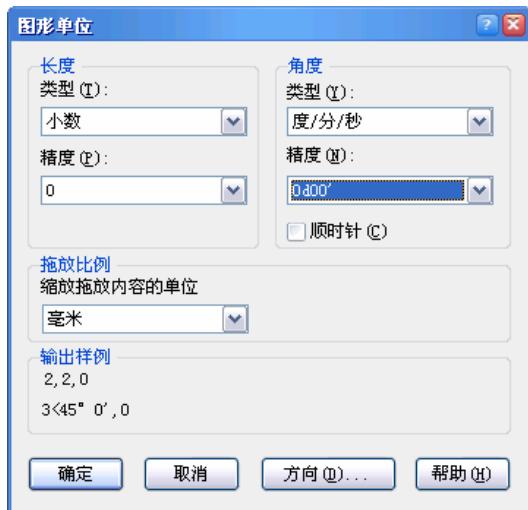 图形单位
长度
类型(T):
小数
精度(P):
0
角度
类型(Y):
度/分/秒
精度(N):
0d00'
顺时针(C)
拖放比例
缩放拖放内容的单位
毫米
输出样例
2,2,0
3<45° 0',0
确定 取消 方向(D)... 帮助(H)